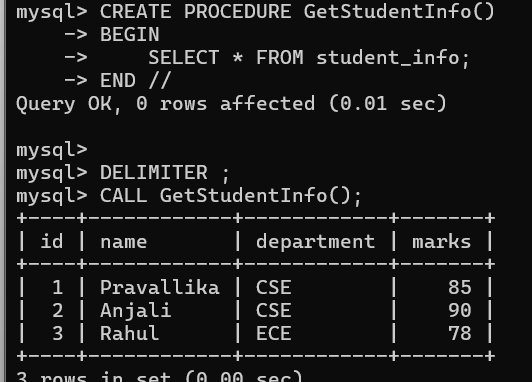 mysql> CREATE PROCEDURE GetStudentInfo()
    -> BEGIN
    ->     SELECT * FROM student_info;
    -> END //
Query OK, 0 rows affected (0.01 sec)

mysql>
mysql> DELIMITER ;
mysql> CALL GetStudentInfo();
+----+------------+------------+-------+
| id | name       | department | marks |
+----+------------+------------+-------+
|  1 | Pravallika | CSE        |    85 |
|  2 | Anjali     | CSE        |    90 |
|  3 | Rahul      | ECE        |    78 |
+----+------------+------------+-------+
3 rows in set (0.00 sec)